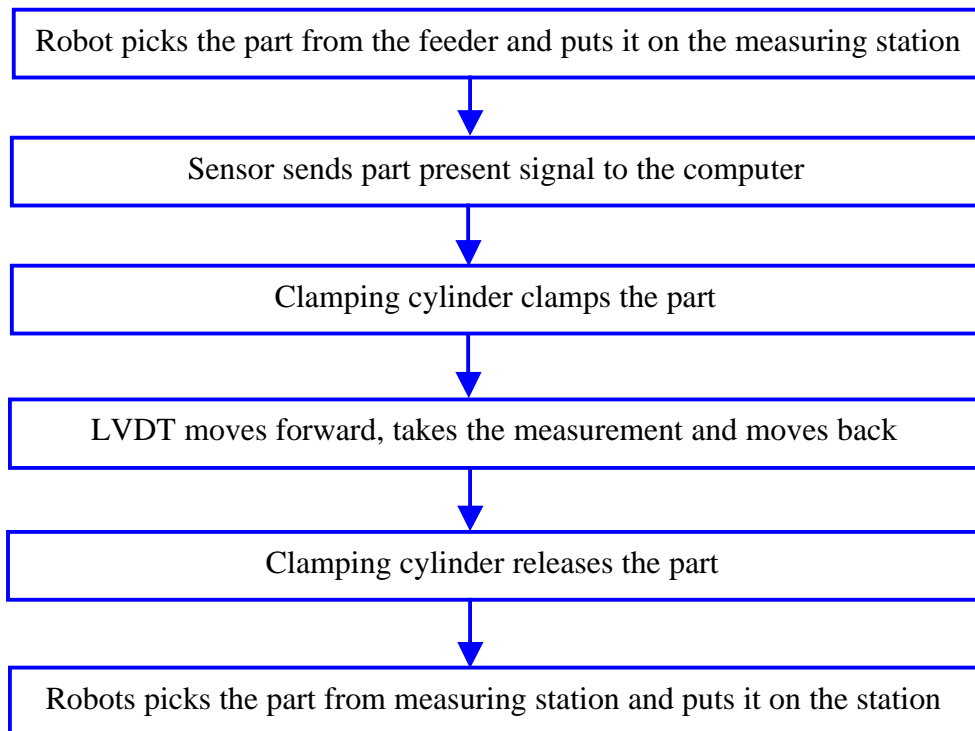 Robot picks the part from the feeder and puts it on the measuring station
Sensor sends part present signal to the computer
Clamping cylinder clamps the part
LVDT moves forward, takes the measurement and moves back
Clamping cylinder releases the part
Robots picks the part from measuring station and puts it on the station